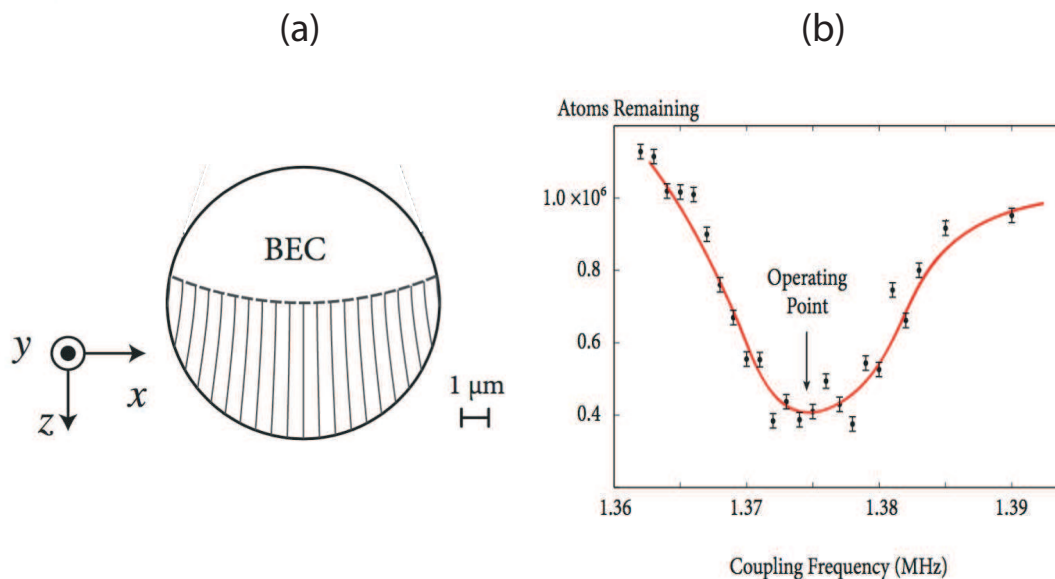 (a)
(b)
BEC
y
x
z
1 μm
Atoms Remaining
1.0 ×10⁶
0.8
0.6
0.4
Operating
Point
1.36
1.37
1.38
1.39
Coupling Frequency (MHz)